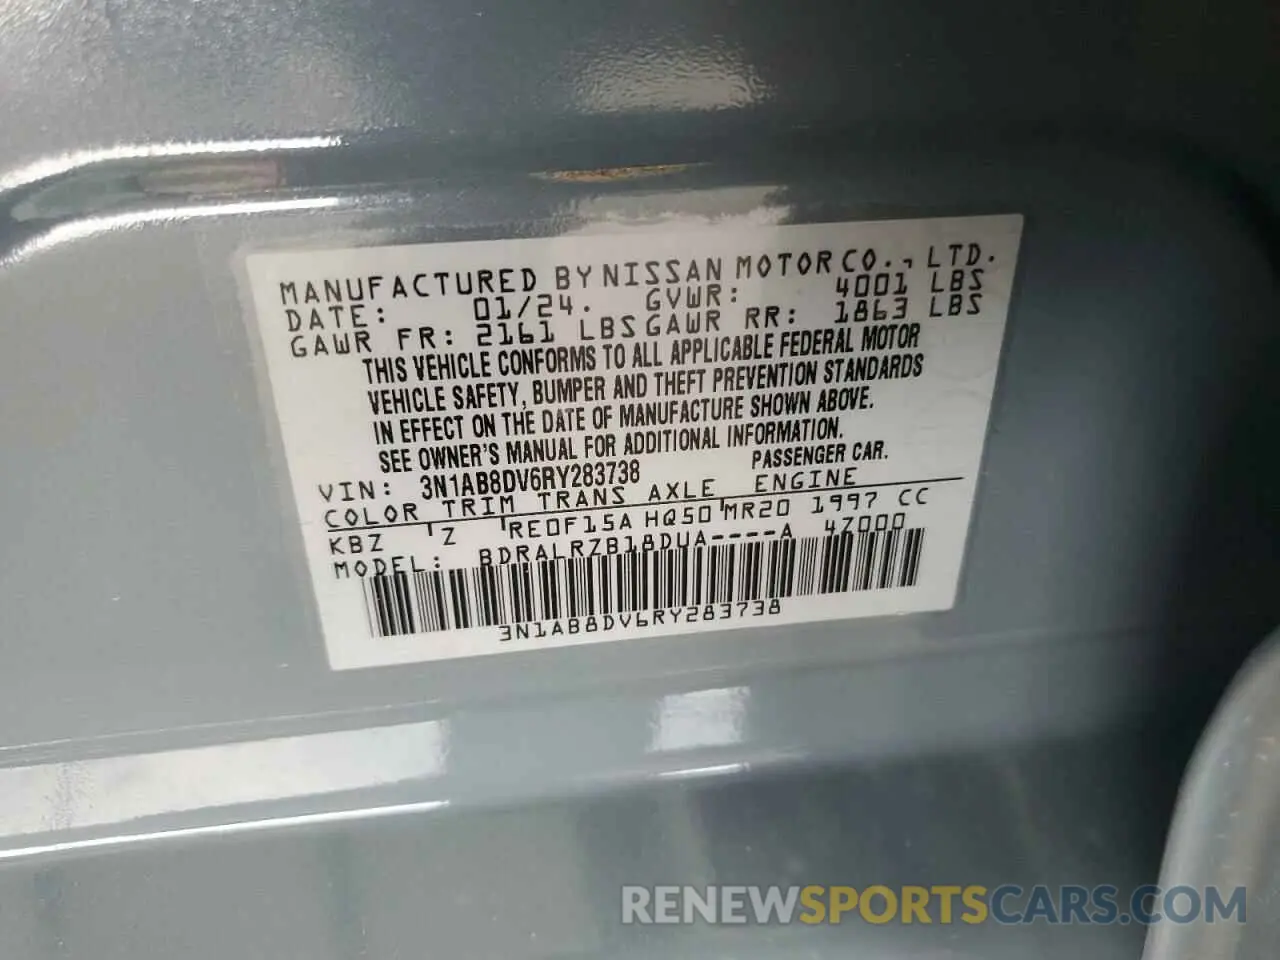 MANUFACTURED BY NISSAN MOTOR CO., LTD.
DATE: 01/24. GVWR: 4001 LBS
GAWR FR: 2161 LBS GAWR RR: 1863 LBS
THIS VEHICLE CONFORMS TO ALL APPLICABLE FEDERAL MOTOR
VEHICLE SAFETY, BUMPER AND THEFT PREVENTION STANDARDS
IN EFFECT ON THE DATE OF MANUFACTURE SHOWN ABOVE.
SEE OWNER'S MANUAL FOR ADDITIONAL INFORMATION.
VIN: 3N1AB8DV6RY283738 PASSENGER CAR.
COLOR TRIM TRANS AXLE ENGINE
KBZ Z RE0F15A HQ50 MR20 1997 CC
MODEL: BDRALRZB18DUA----A 4Z000
3N1AB8DV6RY283738
RENEWSPORTSCARS.COM